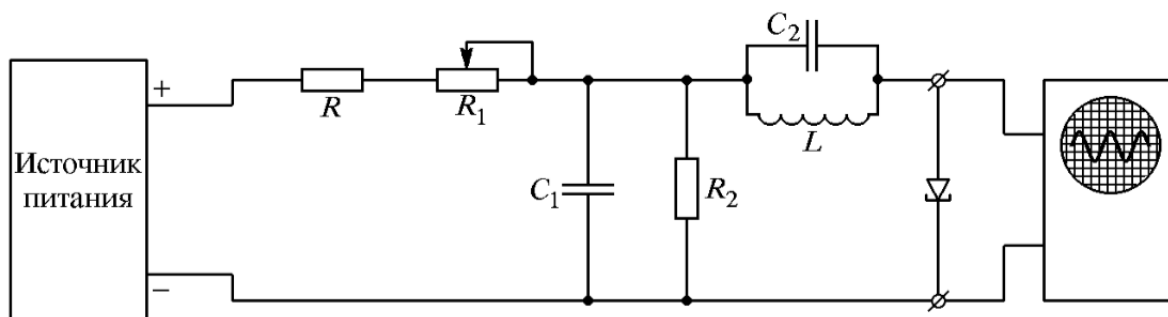 Источник
питания
+
−
R
R₁
C₁
R₂
C₂
L